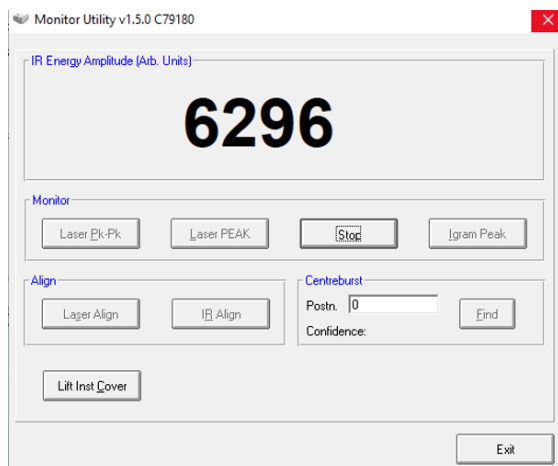 Monitor Utility v1.5.0 C79180
IR Energy Amplitude (Arb. Units)
6296
Monitor
Laser Pk-Pk
Laser PEAK
Stop
Igram Peak
Align
Laser Align
IR Align
Centreburst
Postn. 0
Find
Confidence:
Lift Inst Cover
Exit